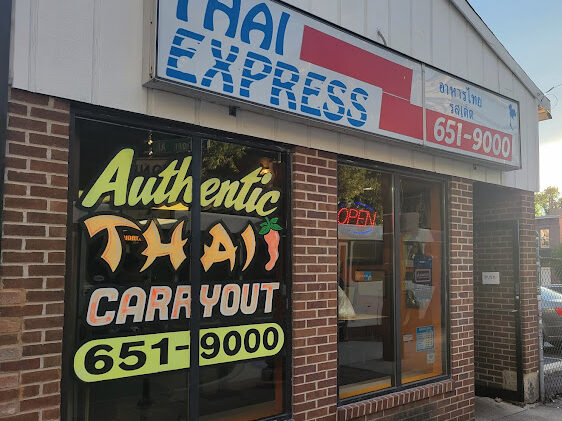 THAI
EXPRESS
อาหารไทย
รสเด็ด
651-9000
Authentic
THAI
CARRYOUT
651-9000
OPEN